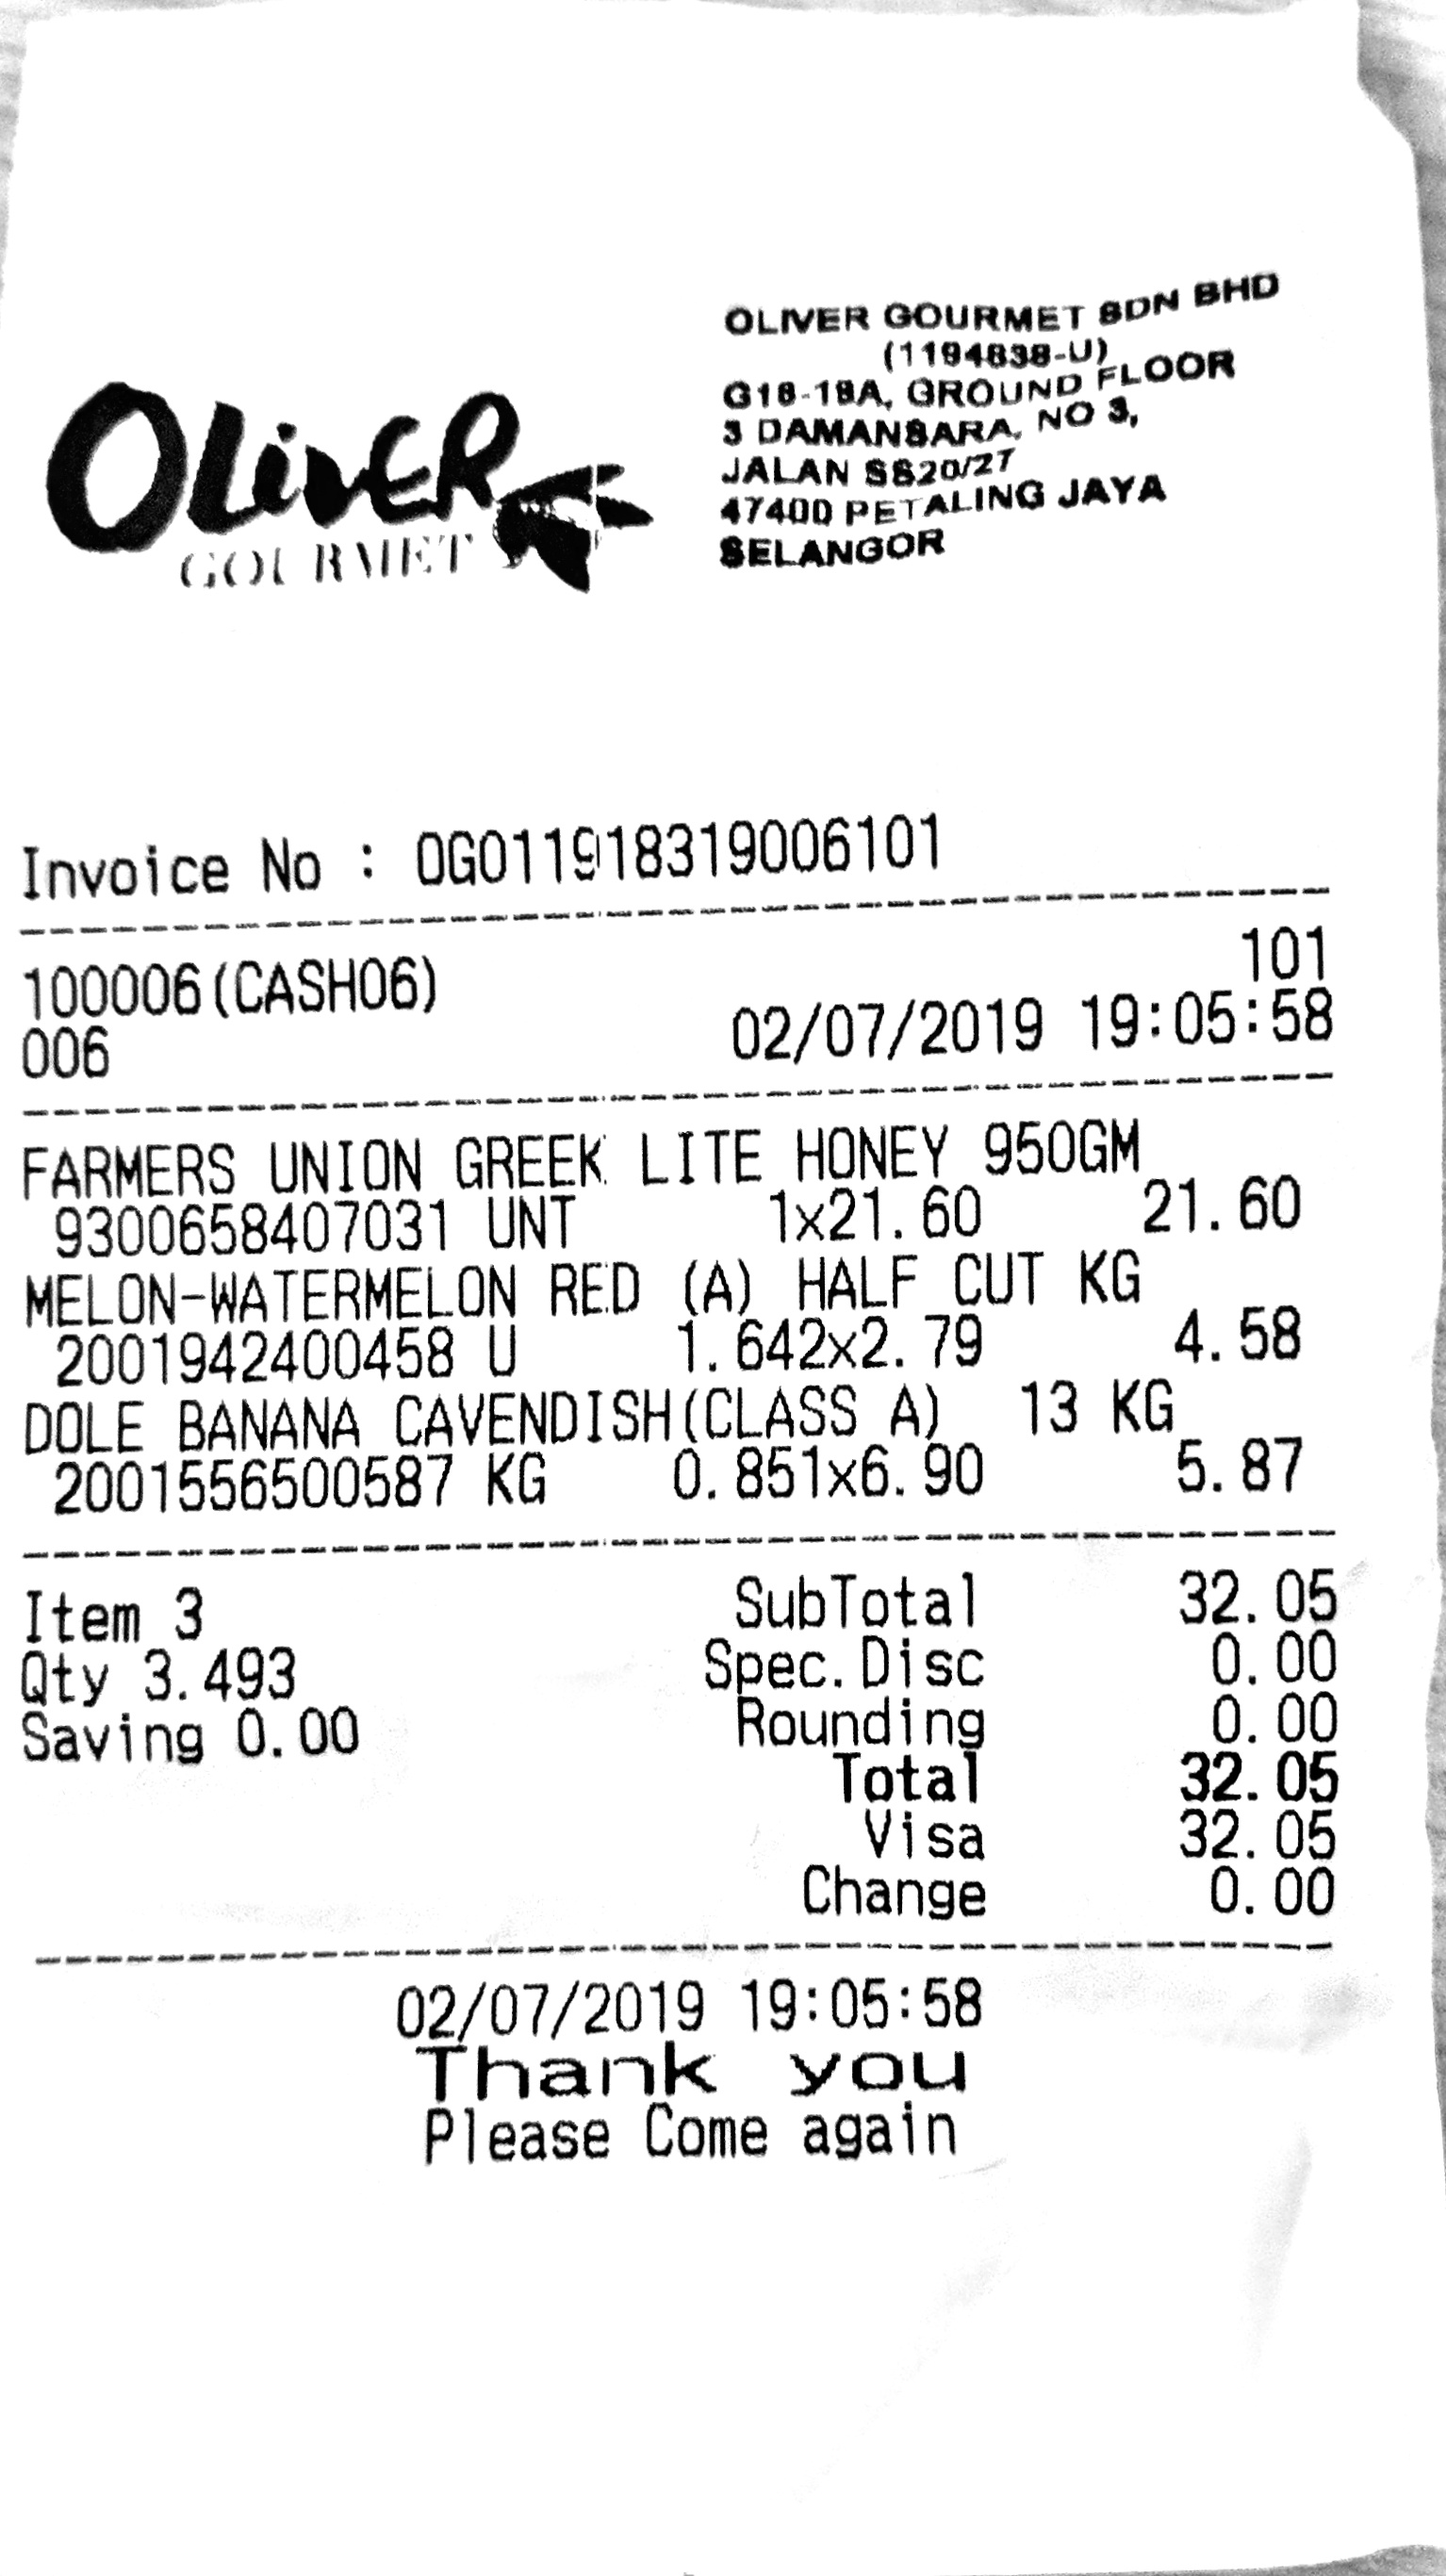 OLIVER
GOURMET
OLIVER GOURMET SDN BHD
(1194838-U)
G18-18A, GROUND FLOOR
3 DAMANSARA, NO 3,
JALAN SS20/27
47400 PETALING JAYA
SELANGOR
Invoice No : OG011918319006101
100006(CASH06) 101
006 02/07/2019 19:05:58
FARMERS UNION GREEK LITE HONEY 950GM
9300658407031 UNT 1x21.60 21.60
MELON-WATERMELON RED (A) HALF CUT KG
2001942400458 U 1.642x2.79 4.58
DOLE BANANA CAVENDISH(CLASS A) 13 KG
2001556500587 KG 0.851x6.90 5.87
Item 3 SubTotal 32.05
Qty 3.493 Spec.Disc 0.00
Saving 0.00 Rounding 0.00
Total 32.05
Visa 32.05
Change 0.00
02/07/2019 19:05:58
Thank you
Please Come again